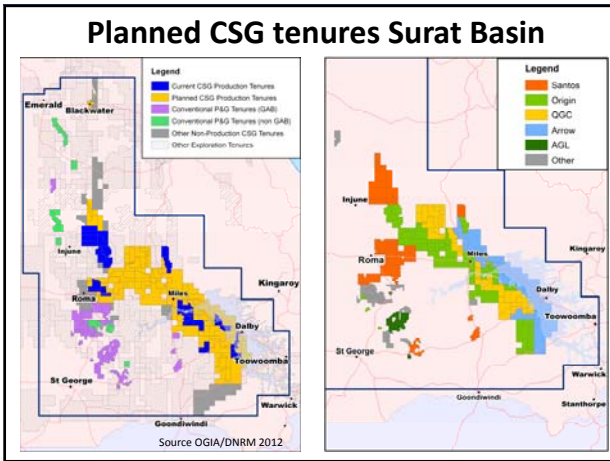 Planned CSG tenures Surat Basin
Legend
Current CSG Production Tenures
Planned CSG Production Tenures
Conventional P&G Tenures (GAB)
Conventional P&G Tenures (non GAB)
Other Non-Production CSG Tenures
Other Exploration Tenures
Emerald
Blackwater
Injune
Roma
Miles
Kingaroy
Dalby
Toowoomba
St George
Warwick
Goondiwindi
Source OGIA/DNRM 2012
Legend
Santos
Origin
QGC
Arrow
AGL
Other
Injune
Roma
Miles
Kingaroy
Dalby
Toowoomba
St George
Warwick
Goondiwindi
Stanthorpe